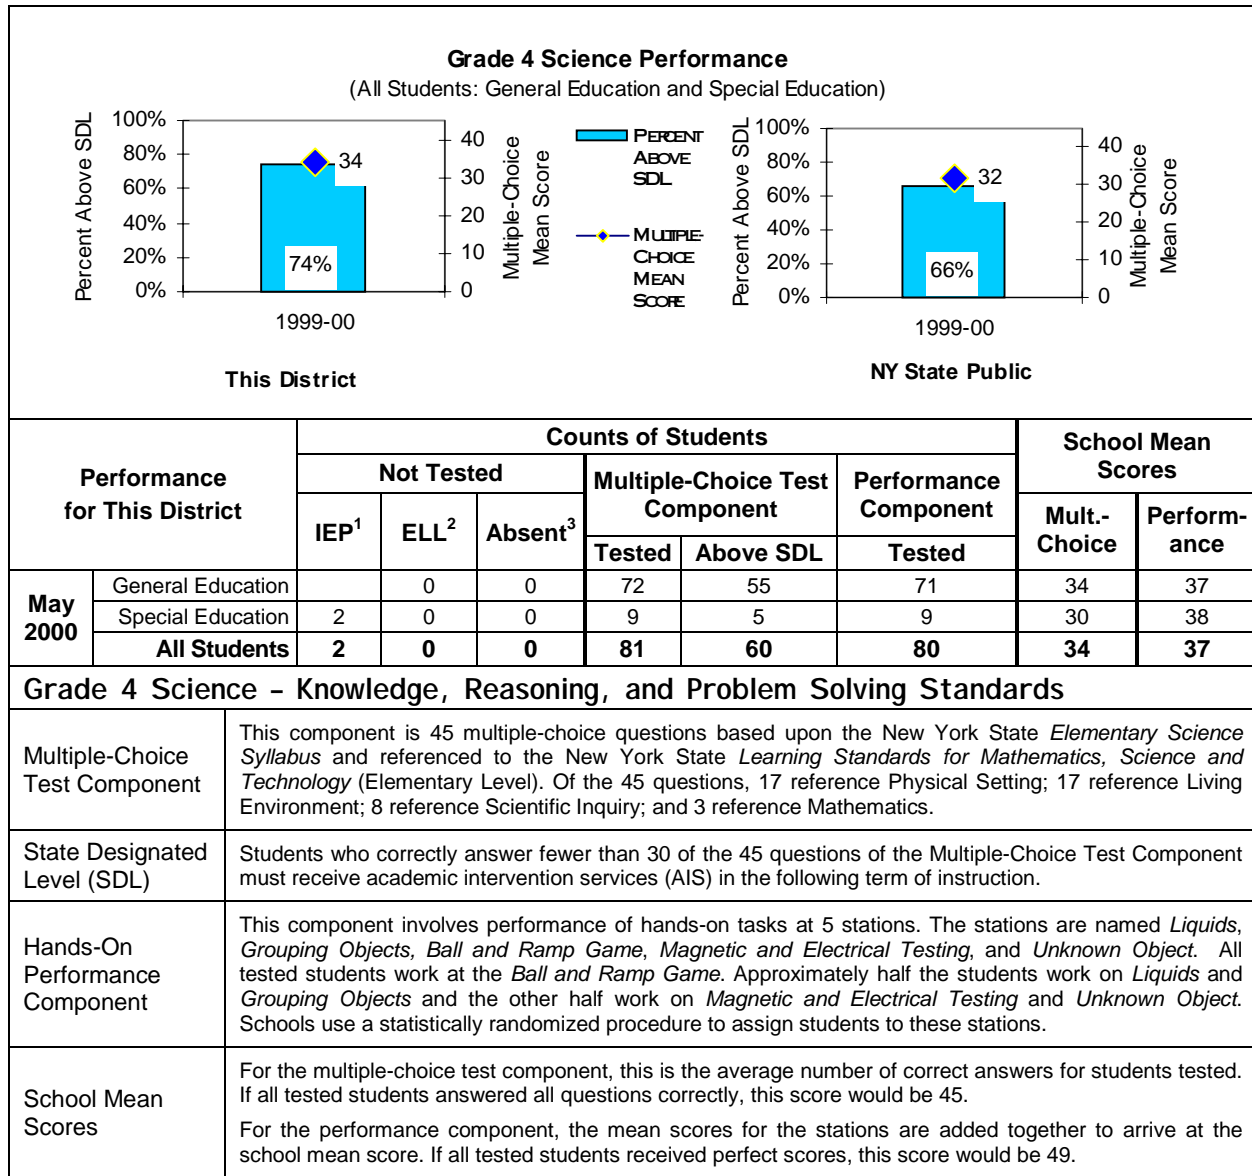 Grade 4 Science Performance
(All Students: General Education and Special Education)
Percent Above SDL
100%
80%
60%
40%
20%
0%
34
74%
1999-00
40
30
20
10
0
Multiple-Choice
Mean Score
This District
PERCENT
ABOVE
SDL
MULTIPLE-
CHOICE
MEAN
SCORE
Percent Above SDL
100%
80%
60%
40%
20%
0%
32
66%
1999-00
40
30
20
10
0
Multiple-Choice
Mean Score
NY State Public
Performance
for This District
Counts of Students
School Mean
Scores
Not Tested
Multiple-Choice Test
Component
Performance
Component
IEP1 ELL2 Absent3
Tested Above SDL Tested
Mult.-
Choice
Perform-
ance
May
2000
General Education 0 0 72 55 71 34 37
Special Education 2 0 0 9 5 9 30 38
All Students 2 0 0 81 60 80 34 37
Grade 4 Science – Knowledge, Reasoning, and Problem Solving Standards
Multiple-Choice
Test Component
This component is 45 multiple-choice questions based upon the New York State Elementary Science
Syllabus and referenced to the New York State Learning Standards for Mathematics, Science and
Technology (Elementary Level). Of the 45 questions, 17 reference Physical Setting; 17 reference Living
Environment; 8 reference Scientific Inquiry; and 3 reference Mathematics.
State Designated
Level (SDL)
Students who correctly answer fewer than 30 of the 45 questions of the Multiple-Choice Test Component
must receive academic intervention services (AIS) in the following term of instruction.
Hands-On
Performance
Component
This component involves performance of hands-on tasks at 5 stations. The stations are named Liquids,
Grouping Objects, Ball and Ramp Game, Magnetic and Electrical Testing, and Unknown Object. All
tested students work at the Ball and Ramp Game. Approximately half the students work on Liquids and
Grouping Objects and the other half work on Magnetic and Electrical Testing and Unknown Object.
Schools use a statistically randomized procedure to assign students to these stations.
School Mean
Scores
For the multiple-choice test component, this is the average number of correct answers for students tested.
If all tested students answered all questions correctly, this score would be 45.
For the performance component, the mean scores for the stations are added together to arrive at the
school mean score. If all tested students received perfect scores, this score would be 49.